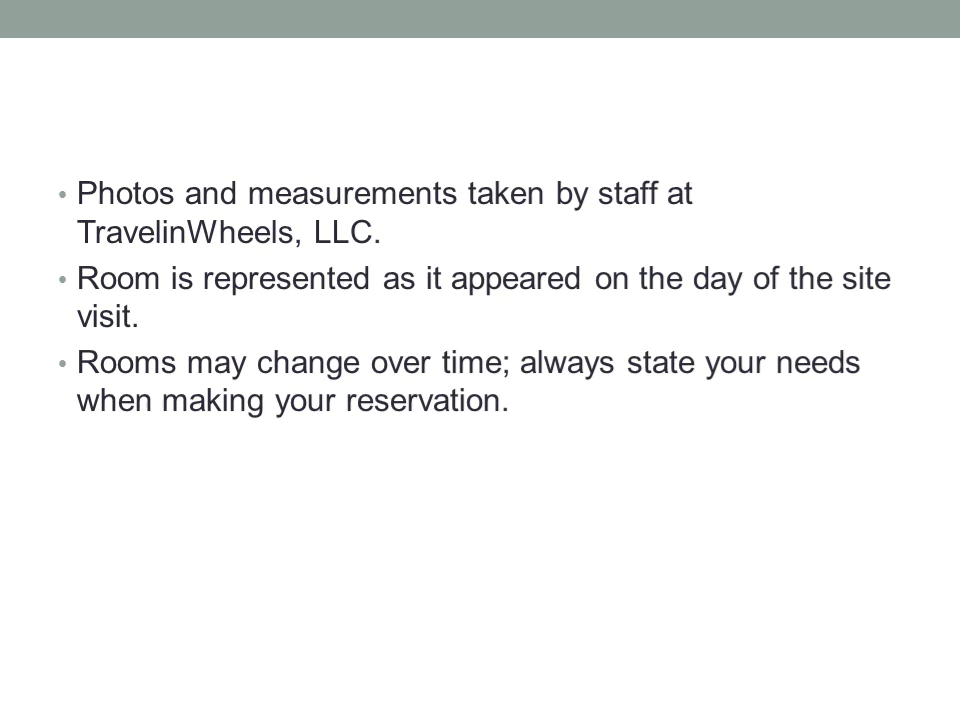 • Photos and measurements taken by staff at
TravelinWheels, LLC.
• Room is represented as it appeared on the day of the site
visit.
• Rooms may change over time; always state your needs
when making your reservation.